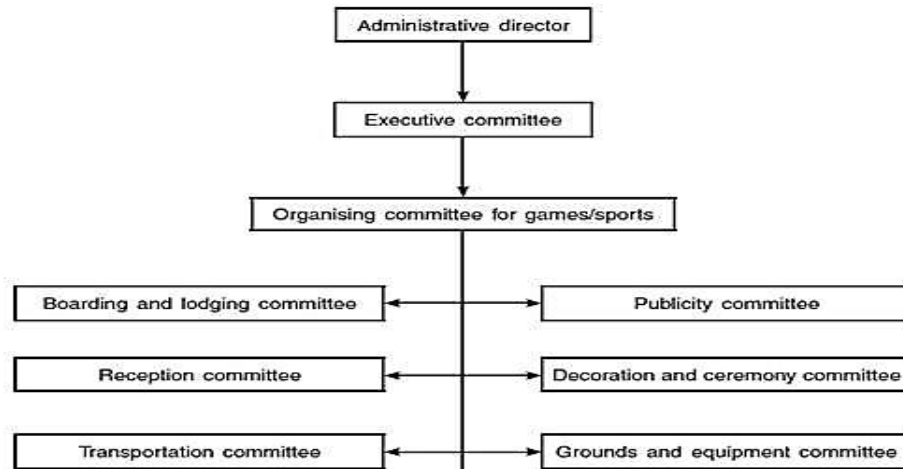 Administrative director
Executive committee
Organising committee for games/sports
Boarding and lodging committee
Publicity committee
Reception committee
Decoration and ceremony committee
Transportation committee
Grounds and equipment committee